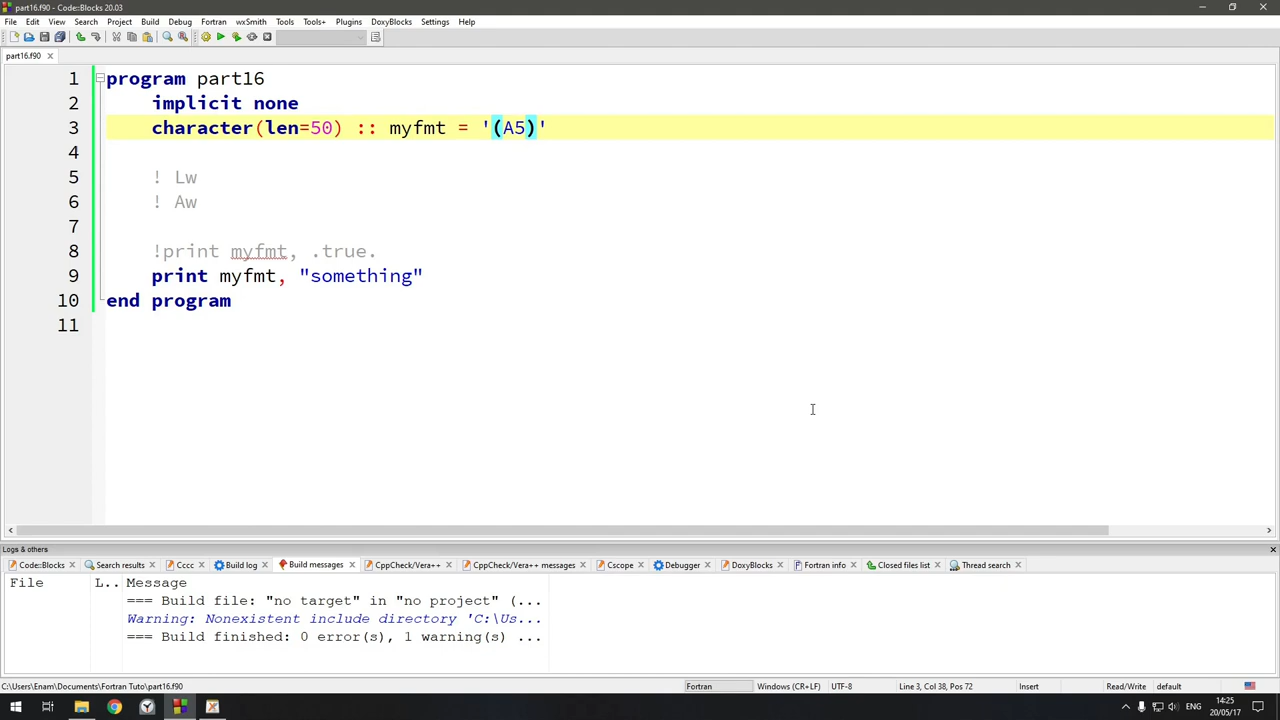 part16.f90 - Code::Blocks 20.03
File Edit View Search Project Build Debug Fortran wxSmith Tools Tools+ Plugins DoxyBlocks Settings Help
part16.f90
1 program part16
2 implicit none
3 character(len=50) :: myfmt = '(A5)'
4
5 ! Lw
6 ! Aw
7
8 !print myfmt, .true.
9 print myfmt, "something"
10 end program
11
Logs & others
Code::Blocks Search results Cccc Build log Build messages CppCheck/Vera++ CppCheck/Vera++ messages Cscope Debugger DoxyBlocks Fortran info Closed files list Thread search
File L.. Message
=== Build file: "no target" in "no project" (...
Warning: Nonexistent include directory 'C:\Us...
=== Build finished: 0 error(s), 1 warning(s) ...
C:\Users\Enam\Documents\Fortran Tuto\part16.f90 Fortran Windows (CR+LF) UTF-8 Line 3, Col 38, Pos 72 Insert Read/Write default
ENG 14:25
20/05/17